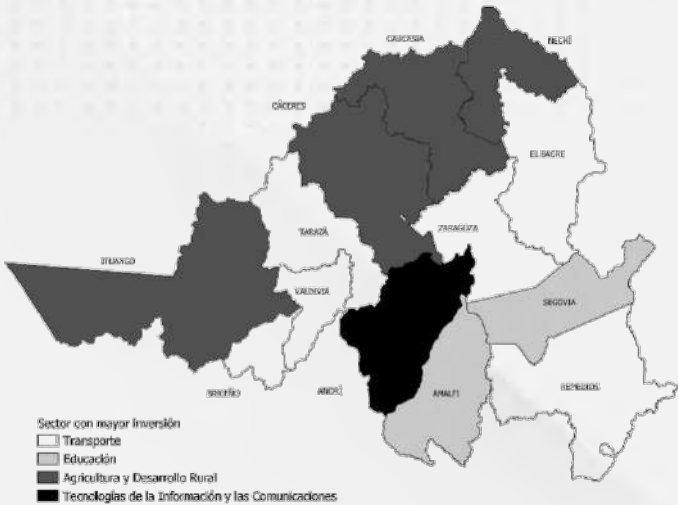 CAUCASIA
NECHÍ
CÁCERES
EL BAGRE
TARAZÁ
ZARAGOZA
ITUANGO
VALDIVIA
SEGOVIA
BRICEÑO
ANORÍ
AMALFI
REMEDIOS
Sector con mayor inversión
Transporte
Educación
Agricultura y Desarrollo Rural
Tecnologías de la Información y las Comunicaciones